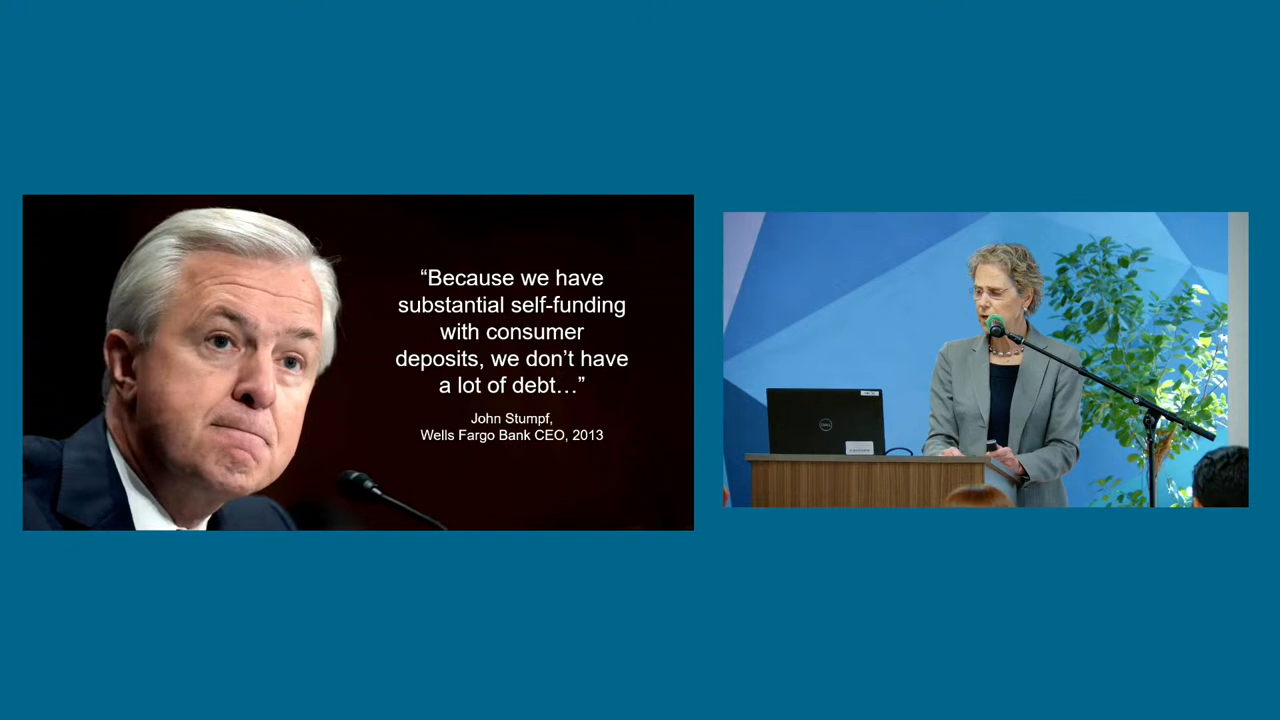 “Because we have
substantial self-funding
with consumer
deposits, we don’t have
a lot of debt…”
John Stumpf,
Wells Fargo Bank CEO, 2013
DELL